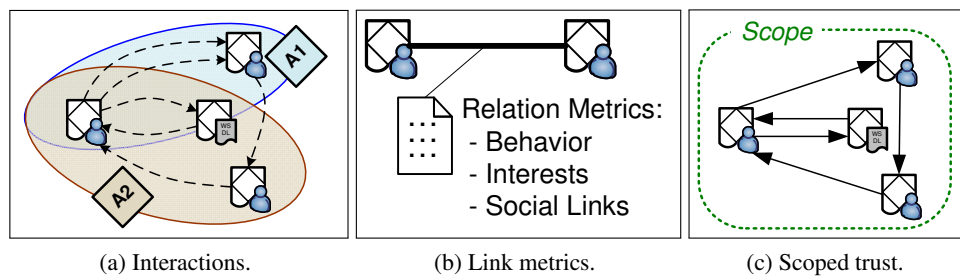 A1
WS
DL
A2
Relation Metrics:
- Behavior
- Interests
- Social Links
Scope
WS
DL
(a) Interactions.
(b) Link metrics.
(c) Scoped trust.